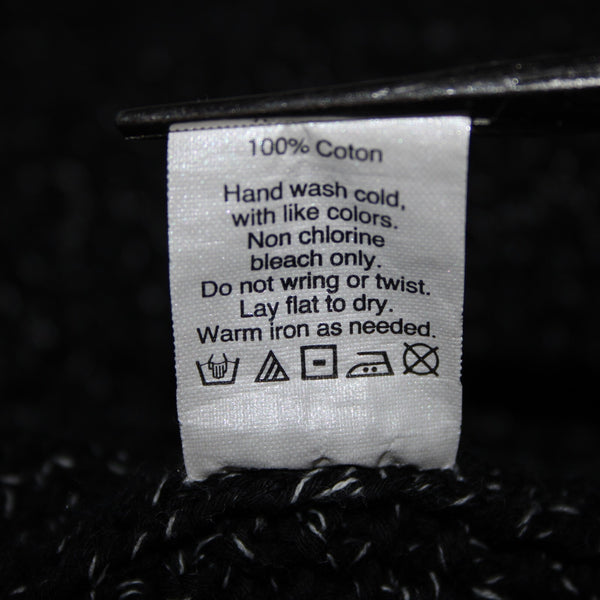 100% Coton
Hand wash cold,
with like colors.
Non chlorine
bleach only.
Do not wring or twist.
Lay flat to dry.
Warm iron as needed.